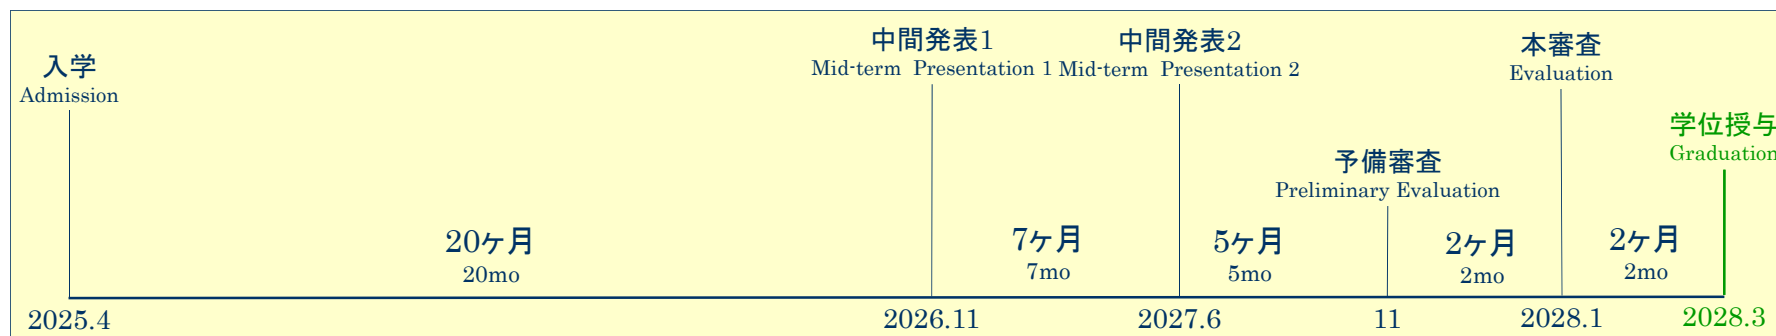 入学
Admission
中間発表1
Mid-term Presentation 1
中間発表2
Mid-term Presentation 2
予備審査
Preliminary Evaluation
本審査
Evaluation
学位授与
Graduation
20ヶ月
20mo
7ヶ月
7mo
5ヶ月
5mo
2ヶ月
2mo
2ヶ月
2mo
2025.4
2026.11
2027.6
11
2028.1
2028.3